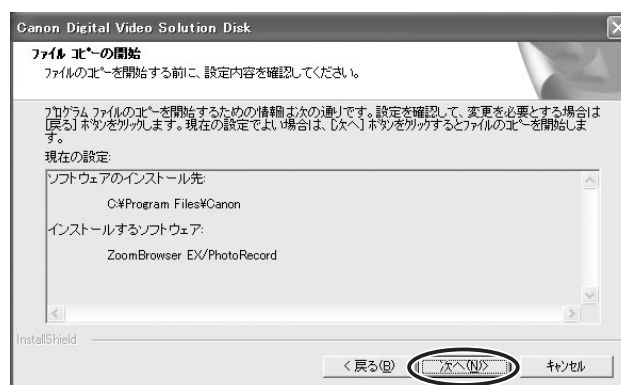 Canon Digital Video Solution Disk
ファイル コピーの開始
ファイルのコピーを開始する前に、設定内容を確認してください。
プログラム ファイルのコピーを開始するための情報は次の通りです。設定を確認して、変更を必要とする場合は
[戻る] ボタンをクリックします。現在の設定でよい場合は、[次へ] ボタンをクリックするとファイルのコピーを開始しま
す。
現在の設定:
ソフトウェアのインストール先:
C:¥Program Files¥Canon
インストールするソフトウェア:
ZoomBrowser EX/PhotoRecord
InstallShield
< 戻る(B)
次へ(N)>
キャンセル